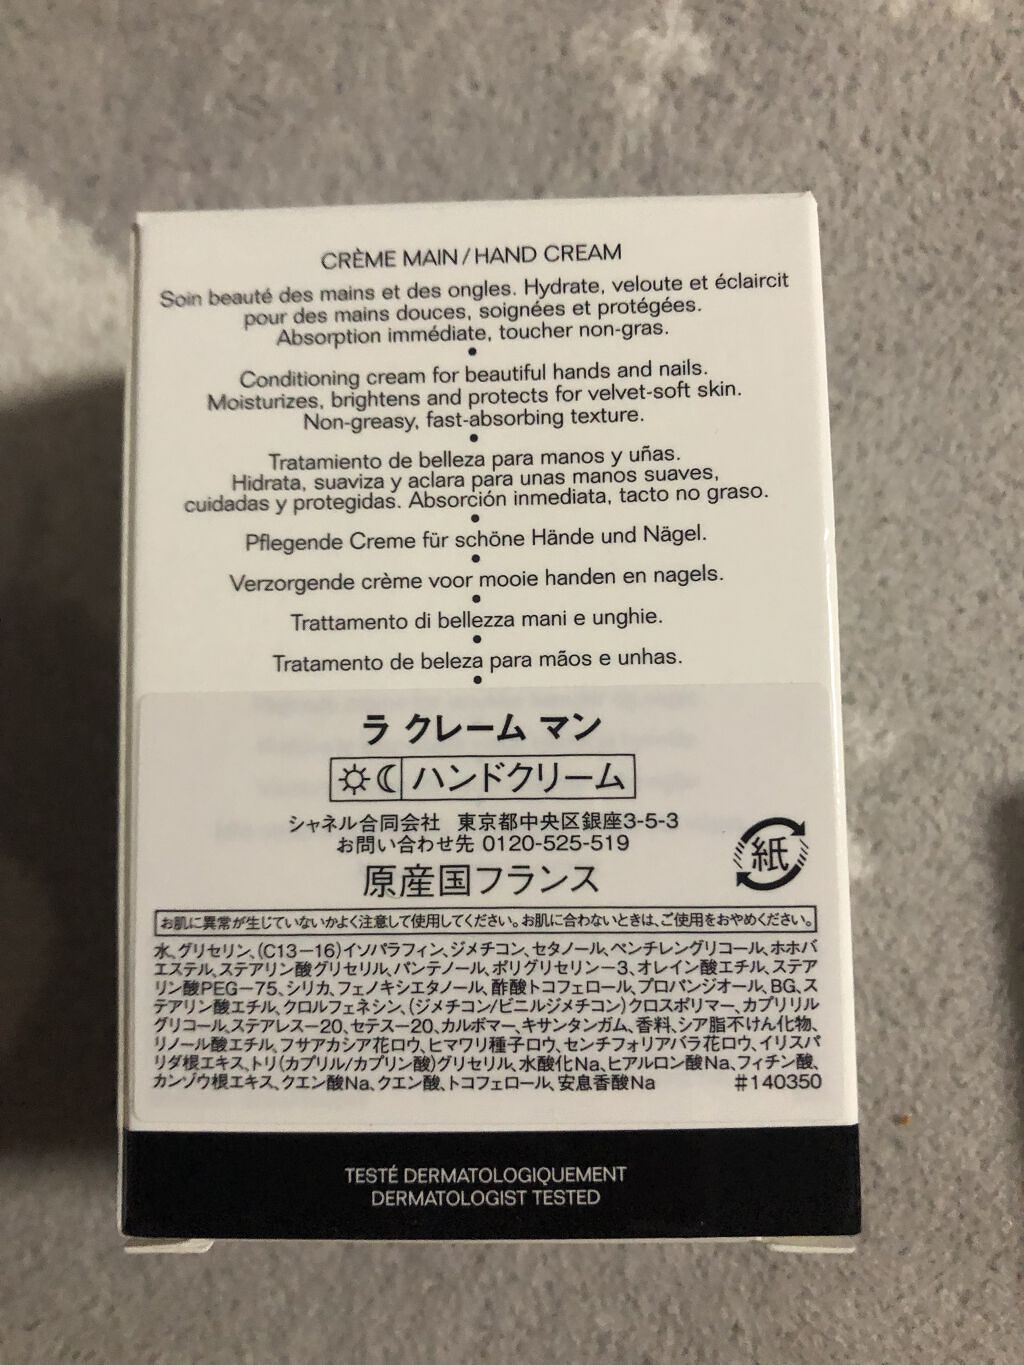 CRÈME MAIN / HAND CREAM
Soin beauté des mains et des ongles. Hydrate, veloute et éclaircit
pour des mains douces, soignées et protégées.
Absorption immédiate, toucher non-gras.
•
Conditioning cream for beautiful hands and nails.
Moisturizes, brightens and protects for velvet-soft skin.
Non-greasy, fast-absorbing texture.
•
Tratamiento de belleza para manos y uñas.
Hidrata, suaviza y aclara para unas manos suaves,
cuidadas y protegidas. Absorción inmediata, tacto no graso.
•
Pflegende Creme für schöne Hände und Nägel.
•
Verzorgende crème voor mooie handen en nagels.
•
Trattamento di bellezza mani e unghie.
•
Tratamento de beleza para mãos e unhas.
•
ラ クレーム マン
ハンドクリーム
シャネル合同会社 東京都中央区銀座3-5-3
お問い合わせ先 0120-525-519
紙
原産国フランス
お肌に異常が生じていないかよく注意して使用してください。お肌に合わないときは、ご使用をおやめください。
水、グリセリン、(C13-16)イソパラフィン、ジメチコン、セタノール、ペンチレングリコール、ホホバ
エステル、ステアリン酸グリセリル、パンテノール、ポリグリセリン-3、オレイン酸エチル、ステア
リン酸PEG-75、シリカ、フェノキシエタノール、酢酸トコフェロール、プロパンジオール、BG、ス
テアリン酸エチル、クロルフェネシン、(ジメチコン/ビニルジメチコン)クロスポリマー、カプリリル
グリコール、ステアレス-20、セテス-20、カルボマー、キサンタンガム、香料、シア脂不けん化物、
リノール酸エチル、フサアカシア花ロウ、ヒマワリ種子ロウ、センチフォリアバラ花ロウ、イリスパ
リダ根エキス、トリ(カプリル/カプリン酸)グリセリル、水酸化Na、ヒアルロン酸Na、フィチン酸、
カンゾウ根エキス、クエン酸Na、クエン酸、トコフェロール、安息香酸Na #140350
TESTÉ DERMATOLOGIQUEMENT
DERMATOLOGIST TESTED